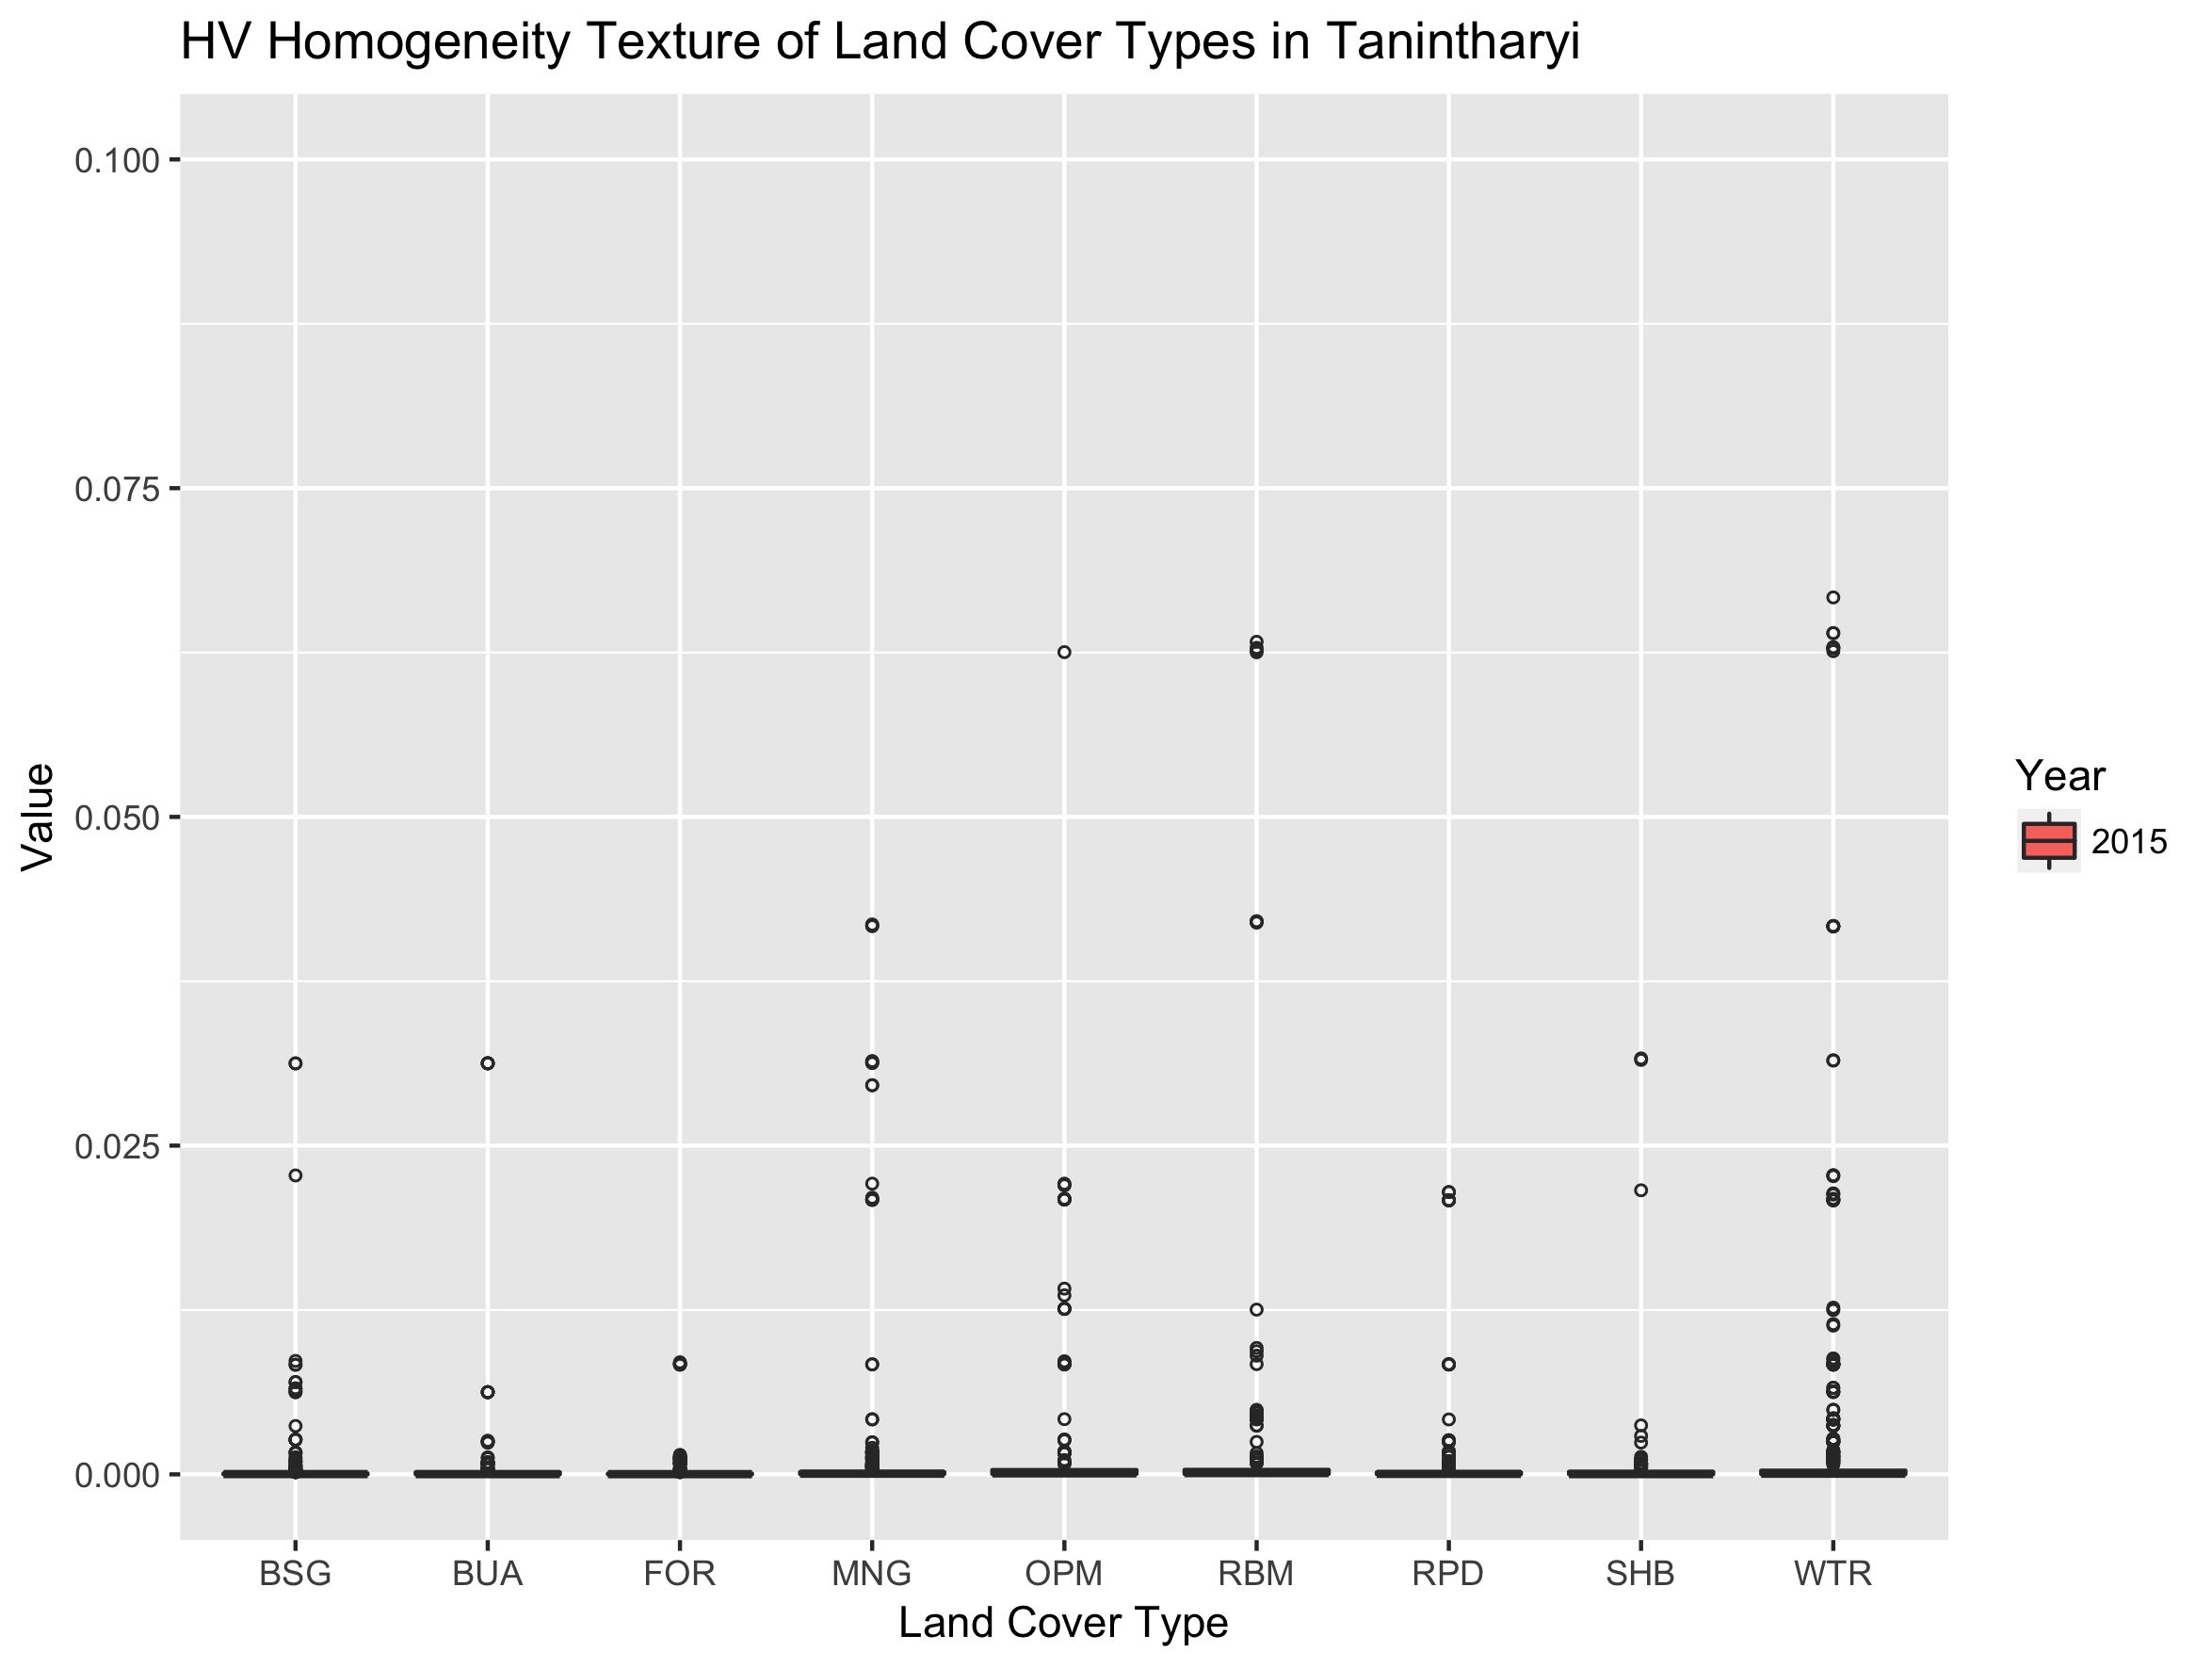 HV Homogeneity Texture of Land Cover Types in Tanintharyi
0.100
0.075
0.050
0.025
0.000
Value
BSG BUA FOR MNG OPM RBM RPD SHB WTR
Land Cover Type
Year
2015